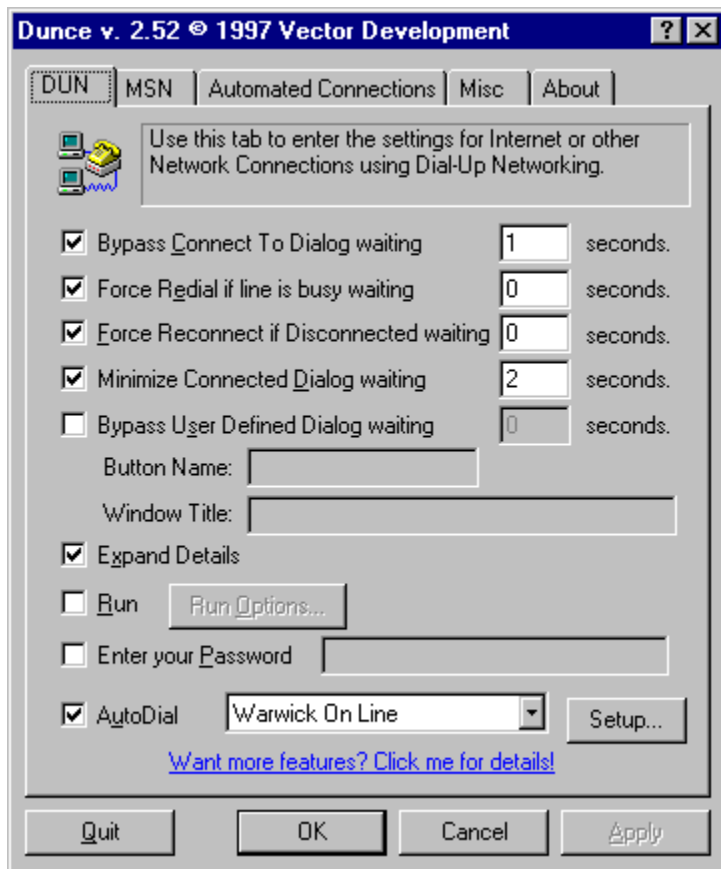 Dunce v. 2.52 © 1997 Vector Development
DUN MSN Automated Connections Misc About
Use this tab to enter the settings for Internet or other
Network Connections using Dial-Up Networking.
Bypass Connect To Dialog waiting 1 seconds.
Force Redial if line is busy waiting 0 seconds.
Force Reconnect if Disconnected waiting 0 seconds.
Minimize Connected Dialog waiting 2 seconds.
Bypass User Defined Dialog waiting 0 seconds.
Button Name:
Window Title:
Expand Details
Run Run Options...
Enter your Password
AutoDial Warwick On Line Setup...
Want more features? Click me for details!
Quit OK Cancel Apply